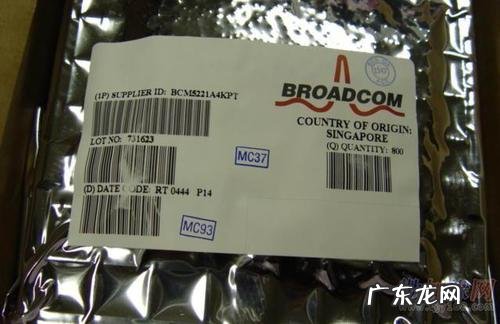 (1P) SUPPLIER ID: BCM5221A4KPT
BROADCOM
COUNTRY OF ORIGIN:
SINGAPORE
LOT NO: 731623
(Q) QUANTITY: 800
MC37
(D) DATE CODE: RT 0444 P14
MC93
广东龙网